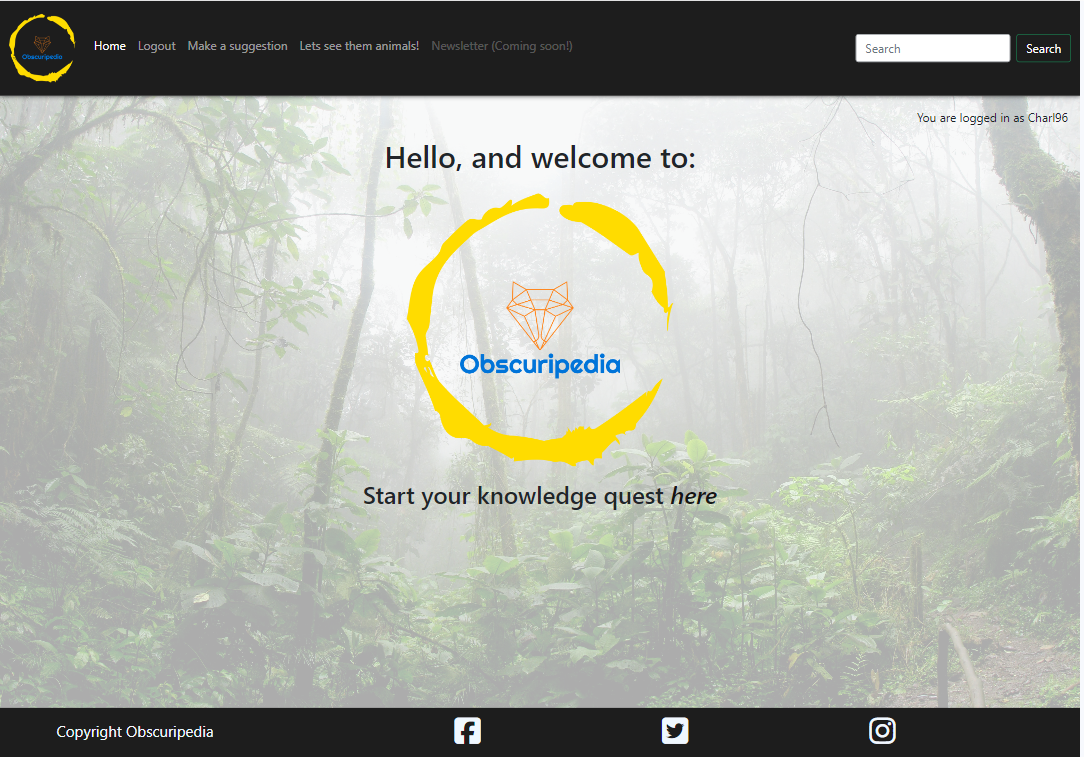 Obscuripedia
Home Logout Make a suggestion Lets see them animals! Newsletter (Coming soon!) Search Search
You are logged in as Charl96
Hello, and welcome to:
Obscuripedia
Start your knowledge quest here
Copyright Obscuripedia